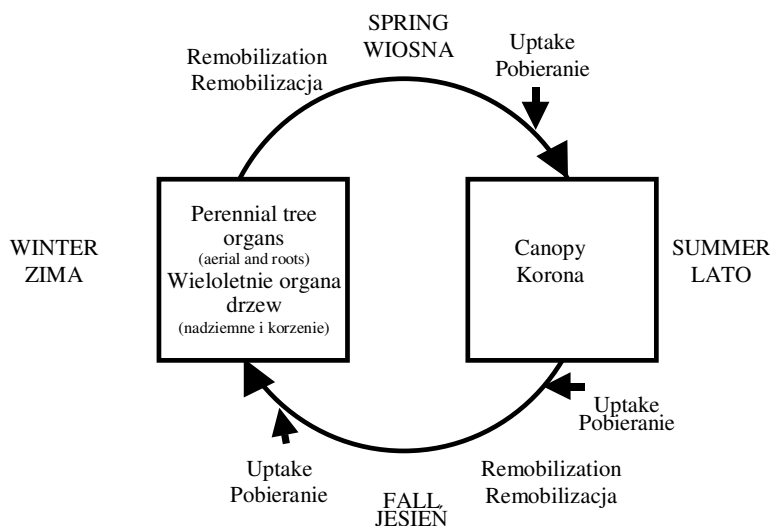 SPRING
WIOSNA
Remobilization
Remobilizacja
Uptake
Pobieranie
WINTER
ZIMA
Perennial tree
organs
(aerial and roots)
Wieloletnie organa
drzew
(nadziemne i korzenie)
Canopy
Korona
SUMMER
LATO
Uptake
Pobieranie
Uptake
Pobieranie
Remobilization
Remobilizacja
FALL,
JESIEŃ